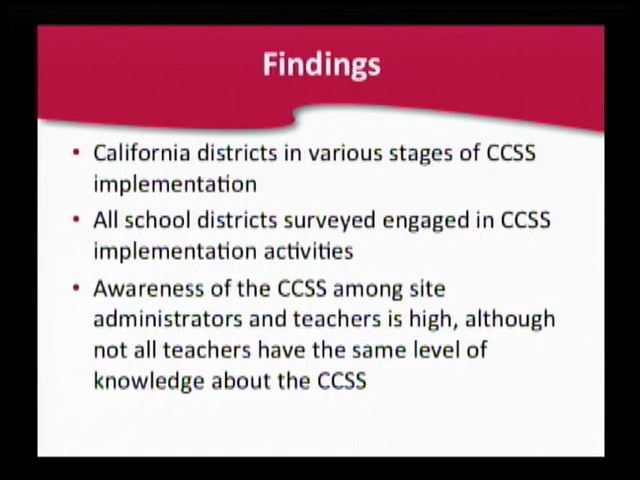 Findings
• California districts in various stages of CCSS
implementation
• All school districts surveyed engaged in CCSS
implementation activities
• Awareness of the CCSS among site
administrators and teachers is high, although
not all teachers have the same level of
knowledge about the CCSS